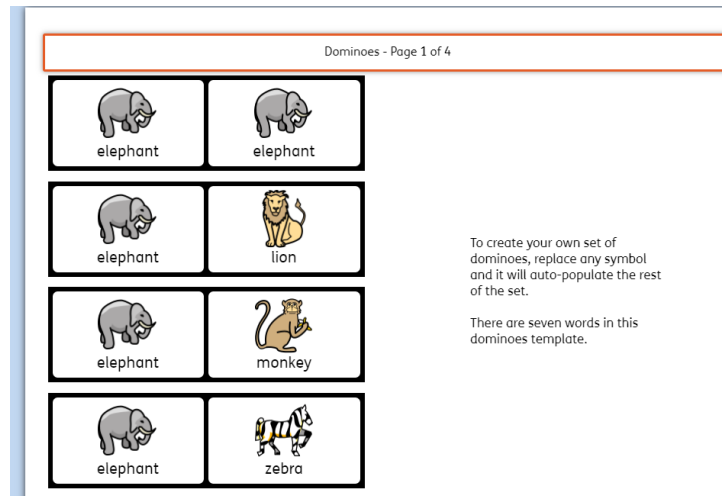 Dominoes - Page 1 of 4
elephant elephant
elephant lion
elephant monkey
elephant zebra
To create your own set of
dominoes, replace any symbol
and it will auto-populate the rest
of the set.
There are seven words in this
dominoes template.